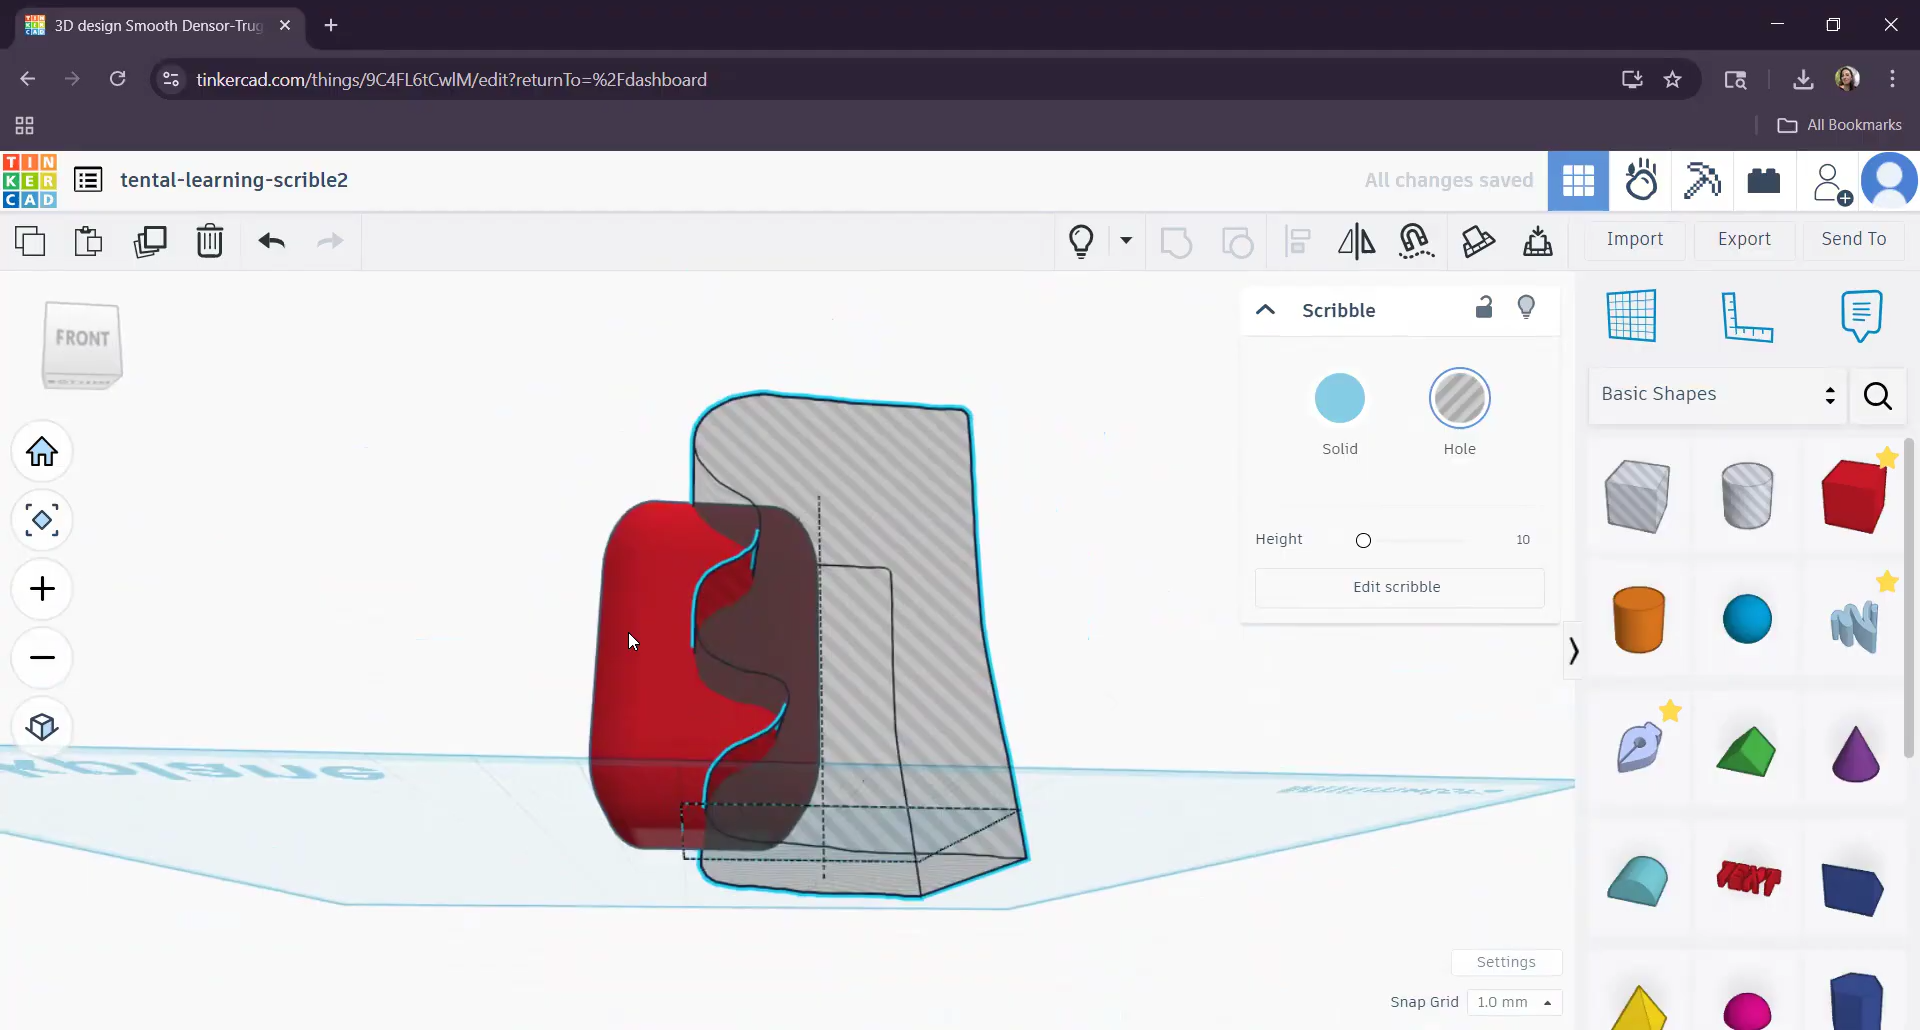 3D design Smooth Densor-Trug
tinkercad.com/things/9C4FL6tCwlM/edit?returnTo=%2Fdashboard
All Bookmarks
TIN
KER
CAD
tental-learning-scrible2
All changes saved
Import
Export
Send To
FRONT
Scribble
Solid
Hole
Height
10
Edit scribble
Basic Shapes
TEXT
Settings
Snap Grid
1.0 mm